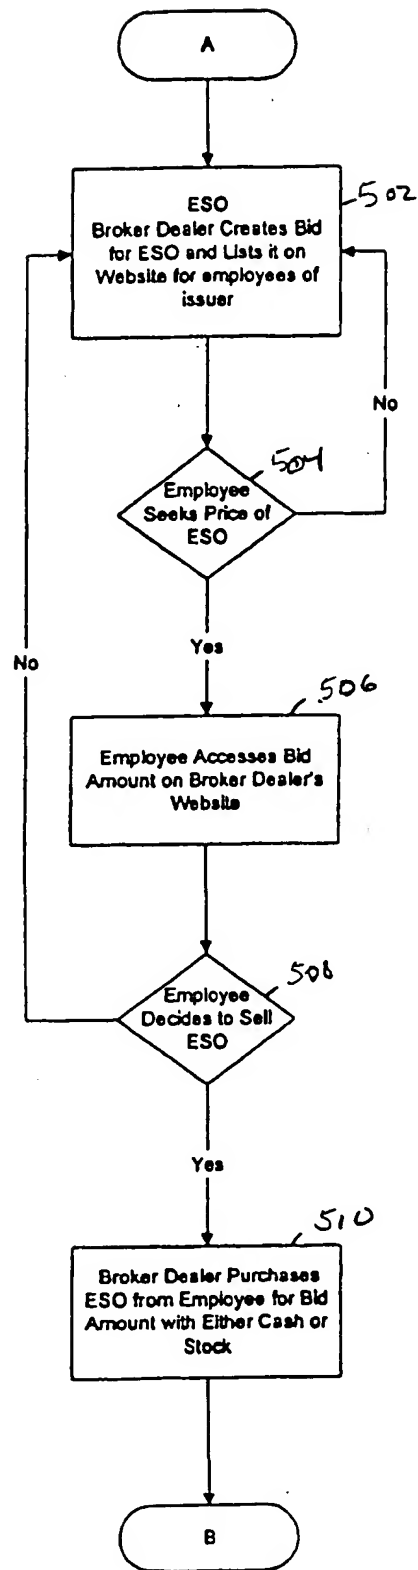 A
ESO
Broker Dealer Creates Bid
for ESO and Lists it on
Website for employees of
issuer
502
No
504
Employee
Seeks Price of
ESO
Yes
No
506
Employee Accesses Bid
Amount on Broker Dealer's
Website
508
Employee
Decides to Sell
ESO
Yes
510
Broker Dealer Purchases
ESO from Employee for Bid
Amount with Either Cash or
Stock
B